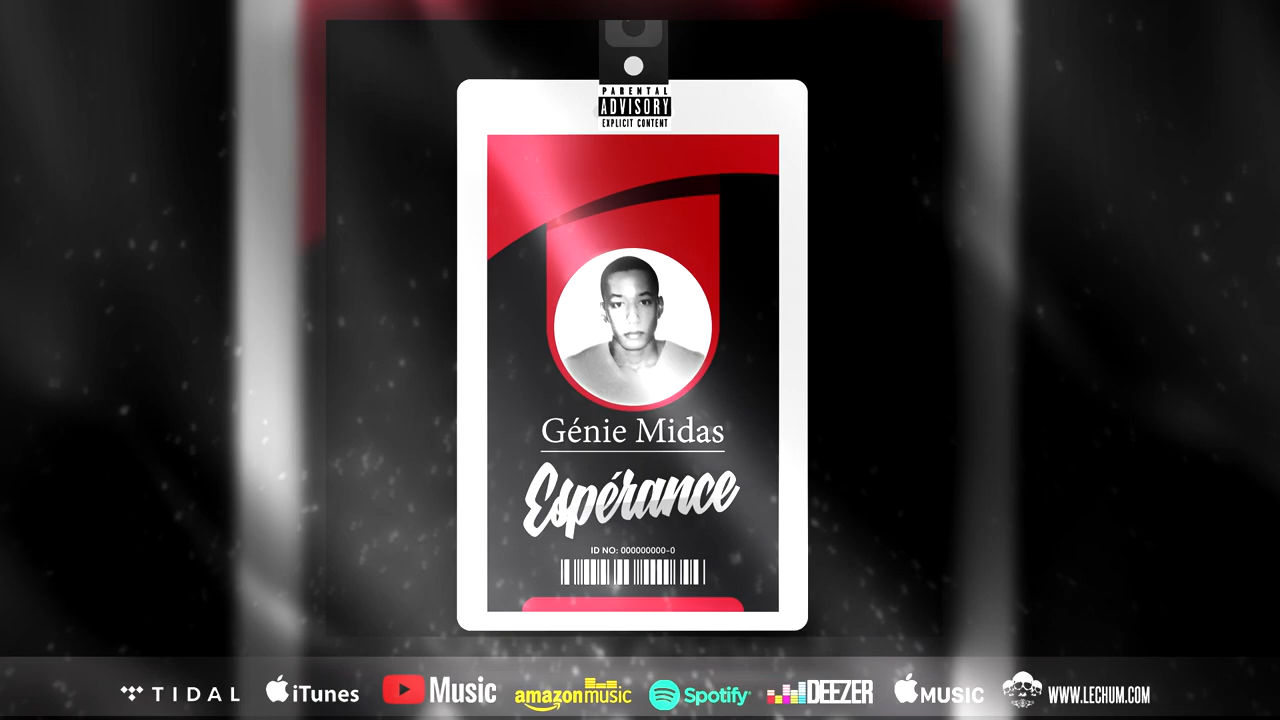 PARENTAL
ADVISORY
EXPLICIT CONTENT
Génie Midas
Espérance
ID NO: 000000000-0
TIDAL
iTunes
Music
amazonmusic
Spotify
DEEZER
MUSIC
WWW.LECHUM.COM